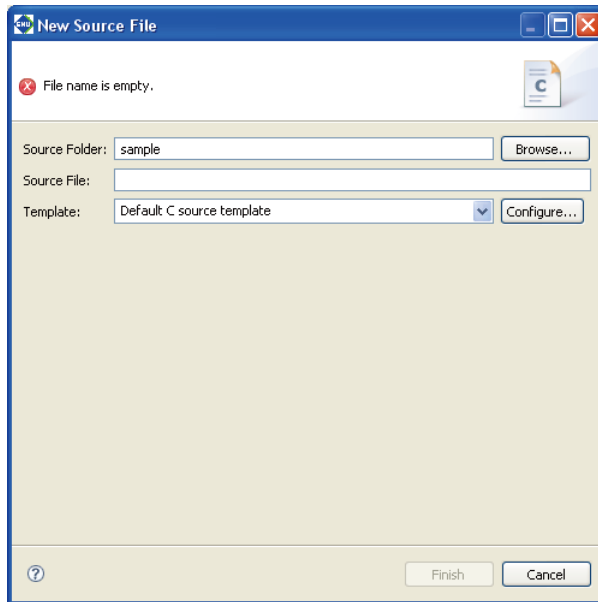 GNU New Source File
File name is empty.
C
Source Folder: sample Browse...
Source File:
Template: Default C source template Configure...
? Finish Cancel